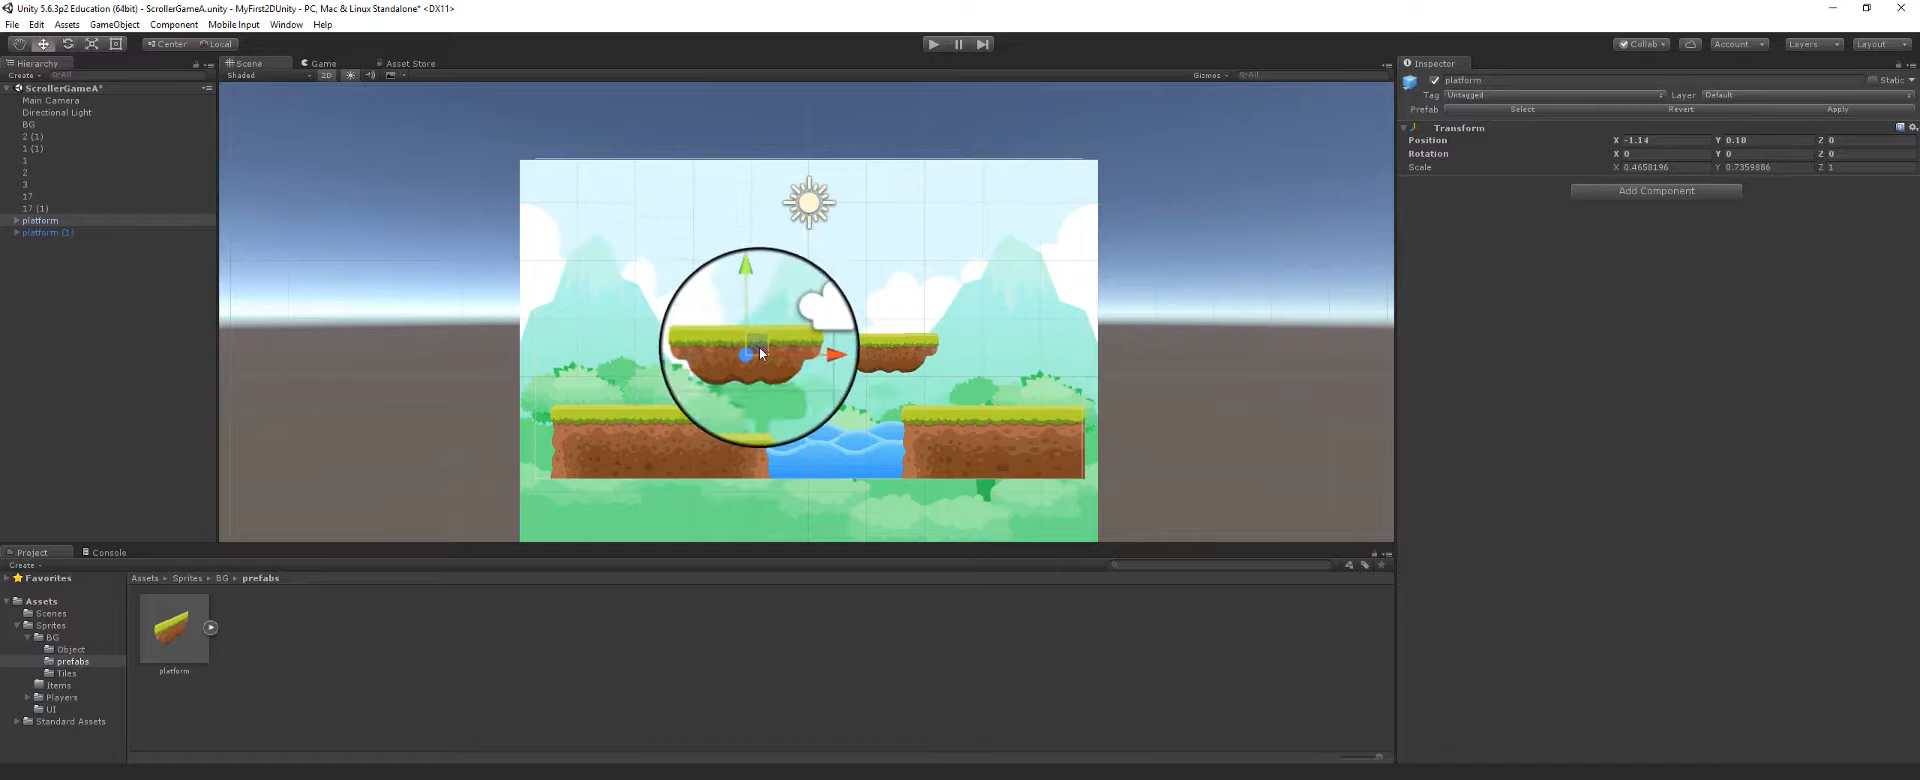 Unity 5.6.3p2 Education (64bit) - ScrollerGameA.unity - MyFirst2DUnity - PC, Mac & Linux Standalone* <DX11>
File Edit Assets GameObject Component Mobile Input Window Help
Center Local Collab Account Layers Layout
Hierarchy Scene Game Asset Store Inspector
Create All Shaded 2D Gizmos All
platform Static
ScrollerGameA*
Tag Untagged Layer Default
Main Camera
Prefab Select Revert Apply
Directional Light
BG
Transform
2 (1)
Position X -1.14 Y 0.10 Z 0
1 (1)
Rotation X 0 Y 0 Z 0
1
Scale X 0.4658196 Y 0.7359886 Z 1
2
3
Add Component
17
17 (1)
platform
platform (1)
Project Console
Create
Favorites
Assets Sprites BG prefabs
Assets
Scenes
Sprites
BG
Object
prefabs
platform
Tiles
Items
Players
UI
Standard Assets